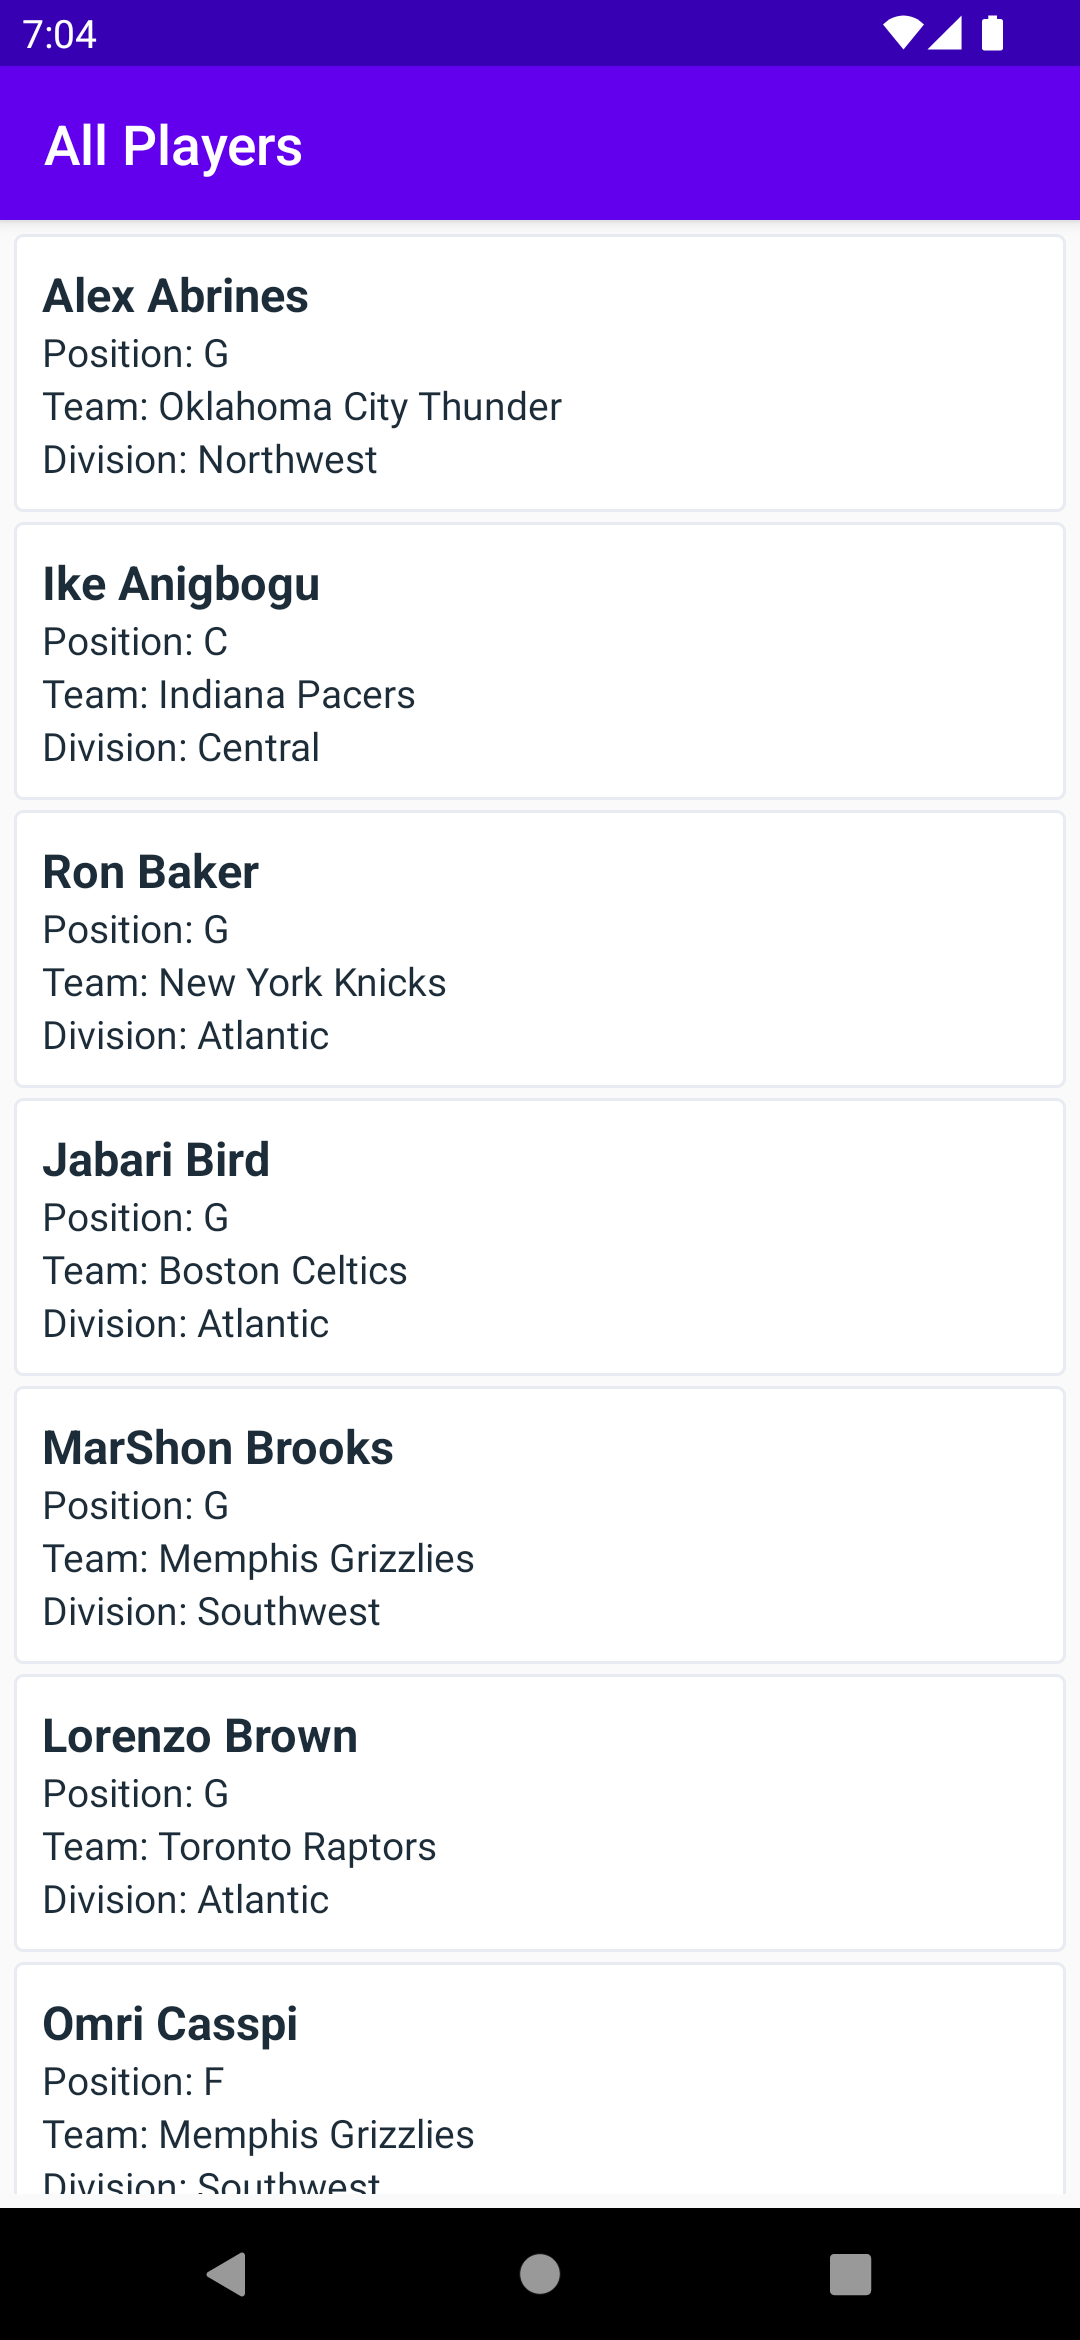 7:04
All Players
Alex Abrines
Position: G
Team: Oklahoma City Thunder
Division: Northwest
Ike Anigbogu
Position: C
Team: Indiana Pacers
Division: Central
Ron Baker
Position: G
Team: New York Knicks
Division: Atlantic
Jabari Bird
Position: G
Team: Boston Celtics
Division: Atlantic
MarShon Brooks
Position: G
Team: Memphis Grizzlies
Division: Southwest
Lorenzo Brown
Position: G
Team: Toronto Raptors
Division: Atlantic
Omri Casspi
Position: F
Team: Memphis Grizzlies
Division: Southwest